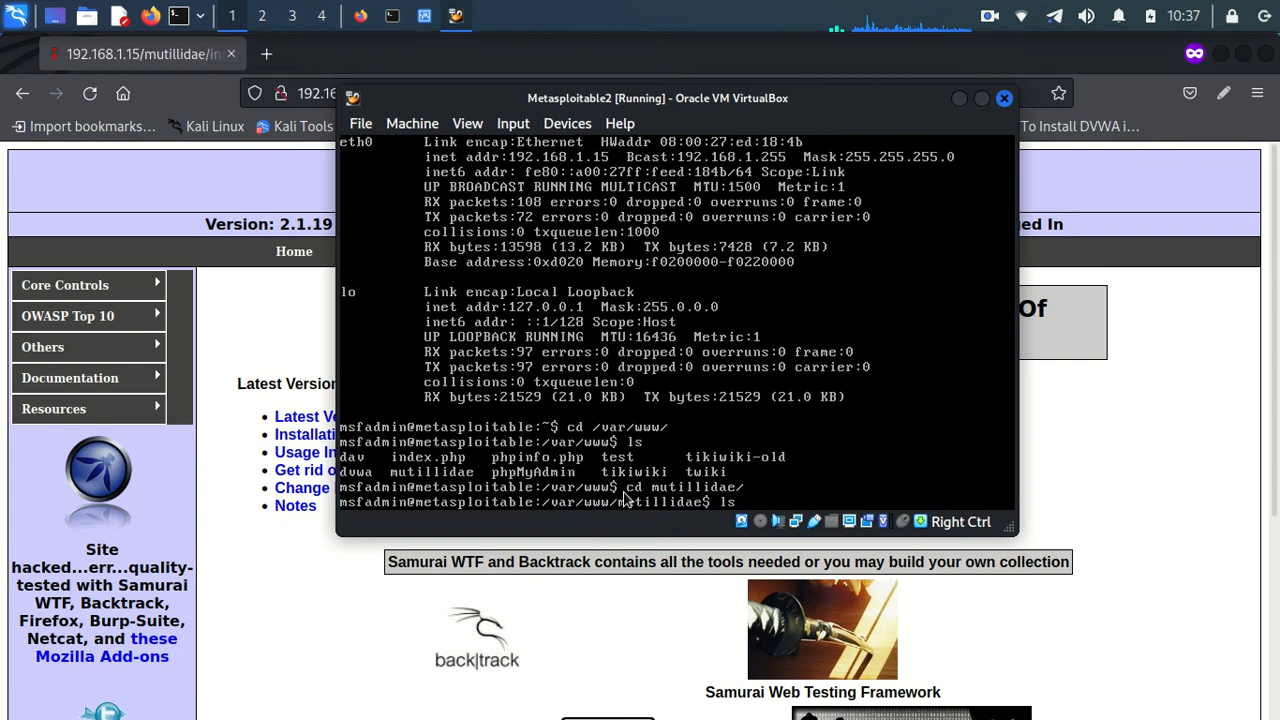 1 2 3 4 10:37
192.168.1.15/mutillidae/in
192.16
Import bookmarks... Kali Linux Kali Tools To Install DVWA i...
Metasploitable2 [Running] - Oracle VM VirtualBox
File Machine View Input Devices Help
eth0 Link encap:Ethernet HWaddr 08:00:27:ed:18:4b
inet addr:192.168.1.15 Bcast:192.168.1.255 Mask:255.255.255.0
inet6 addr: fe80::a00:27ff:feed:184b/64 Scope:Link
UP BROADCAST RUNNING MULTICAST MTU:1500 Metric:1
RX packets:108 errors:0 dropped:0 overruns:0 frame:0
TX packets:72 errors:0 dropped:0 overruns:0 carrier:0
collisions:0 txqueuelen:1000
RX bytes:13598 (13.2 KB) TX bytes:7428 (7.2 KB)
Base address:0xd020 Memory:f0200000-f0220000
lo Link encap:Local Loopback
inet addr:127.0.0.1 Mask:255.0.0.0
inet6 addr: ::1/128 Scope:Host
UP LOOPBACK RUNNING MTU:16436 Metric:1
RX packets:97 errors:0 dropped:0 overruns:0 frame:0
TX packets:97 errors:0 dropped:0 overruns:0 carrier:0
collisions:0 txqueuelen:0
RX bytes:21529 (21.0 KB) TX bytes:21529 (21.0 KB)
msfadmin@metasploitable:~$ cd /var/www/
msfadmin@metasploitable:/var/www$ ls
dav index.php phpinfo.php test tikiwiki-old
dvwa mutillidae phpMyAdmin tikiwiki twiki
msfadmin@metasploitable:/var/www$ cd mutillidae/
msfadmin@metasploitable:/var/www/mutillidae$ ls
Right Ctrl
Version: 2.1.19
ed In
Home
Core Controls
OWASP Top 10
Others
Documentation
Resources
Of
Latest Version
Latest Ve
Installati
Usage In
Get rid o
Change
Notes
Site
hacked...err...quality-
tested with Samurai
WTF, Backtrack,
Firefox, Burp-Suite,
Netcat, and these
Mozilla Add-ons
Samurai WTF and Backtrack contains all the tools needed or you may build your own collection
back|track
Samurai Web Testing Framework